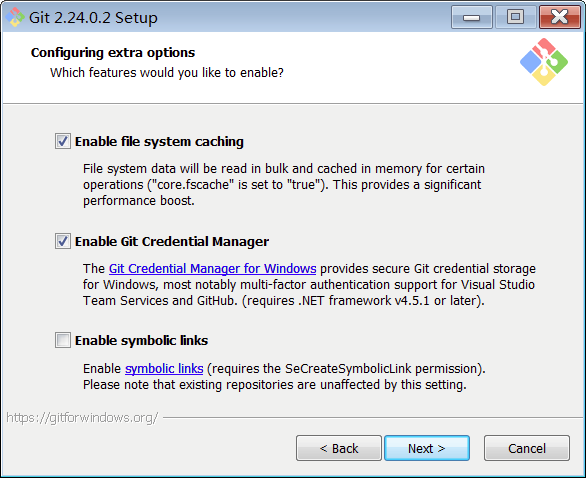 Git 2.24.0.2 Setup
Configuring extra options
Which features would you like to enable?
Enable file system caching
File system data will be read in bulk and cached in memory for certain
operations ("core.fscache" is set to "true"). This provides a significant
performance boost.
Enable Git Credential Manager
The Git Credential Manager for Windows provides secure Git credential storage
for Windows, most notably multi-factor authentication support for Visual Studio
Team Services and GitHub. (requires .NET framework v4.5.1 or later).
Enable symbolic links
Enable symbolic links (requires the SeCreateSymbolicLink permission).
Please note that existing repositories are unaffected by this setting.
https://gitforwindows.org/
< Back Next > Cancel